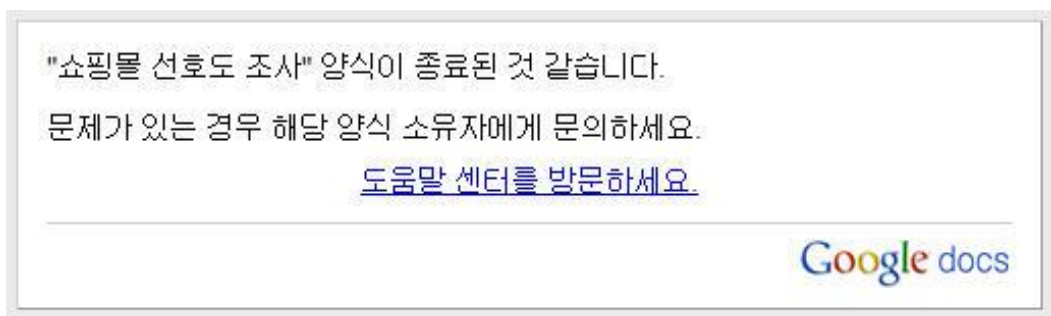 "쇼핑몰 선호도 조사" 양식이 종료된 것 같습니다.
문제가 있는 경우 해당 양식 소유자에게 문의하세요.
도움말 센터를 방문하세요.
Google docs